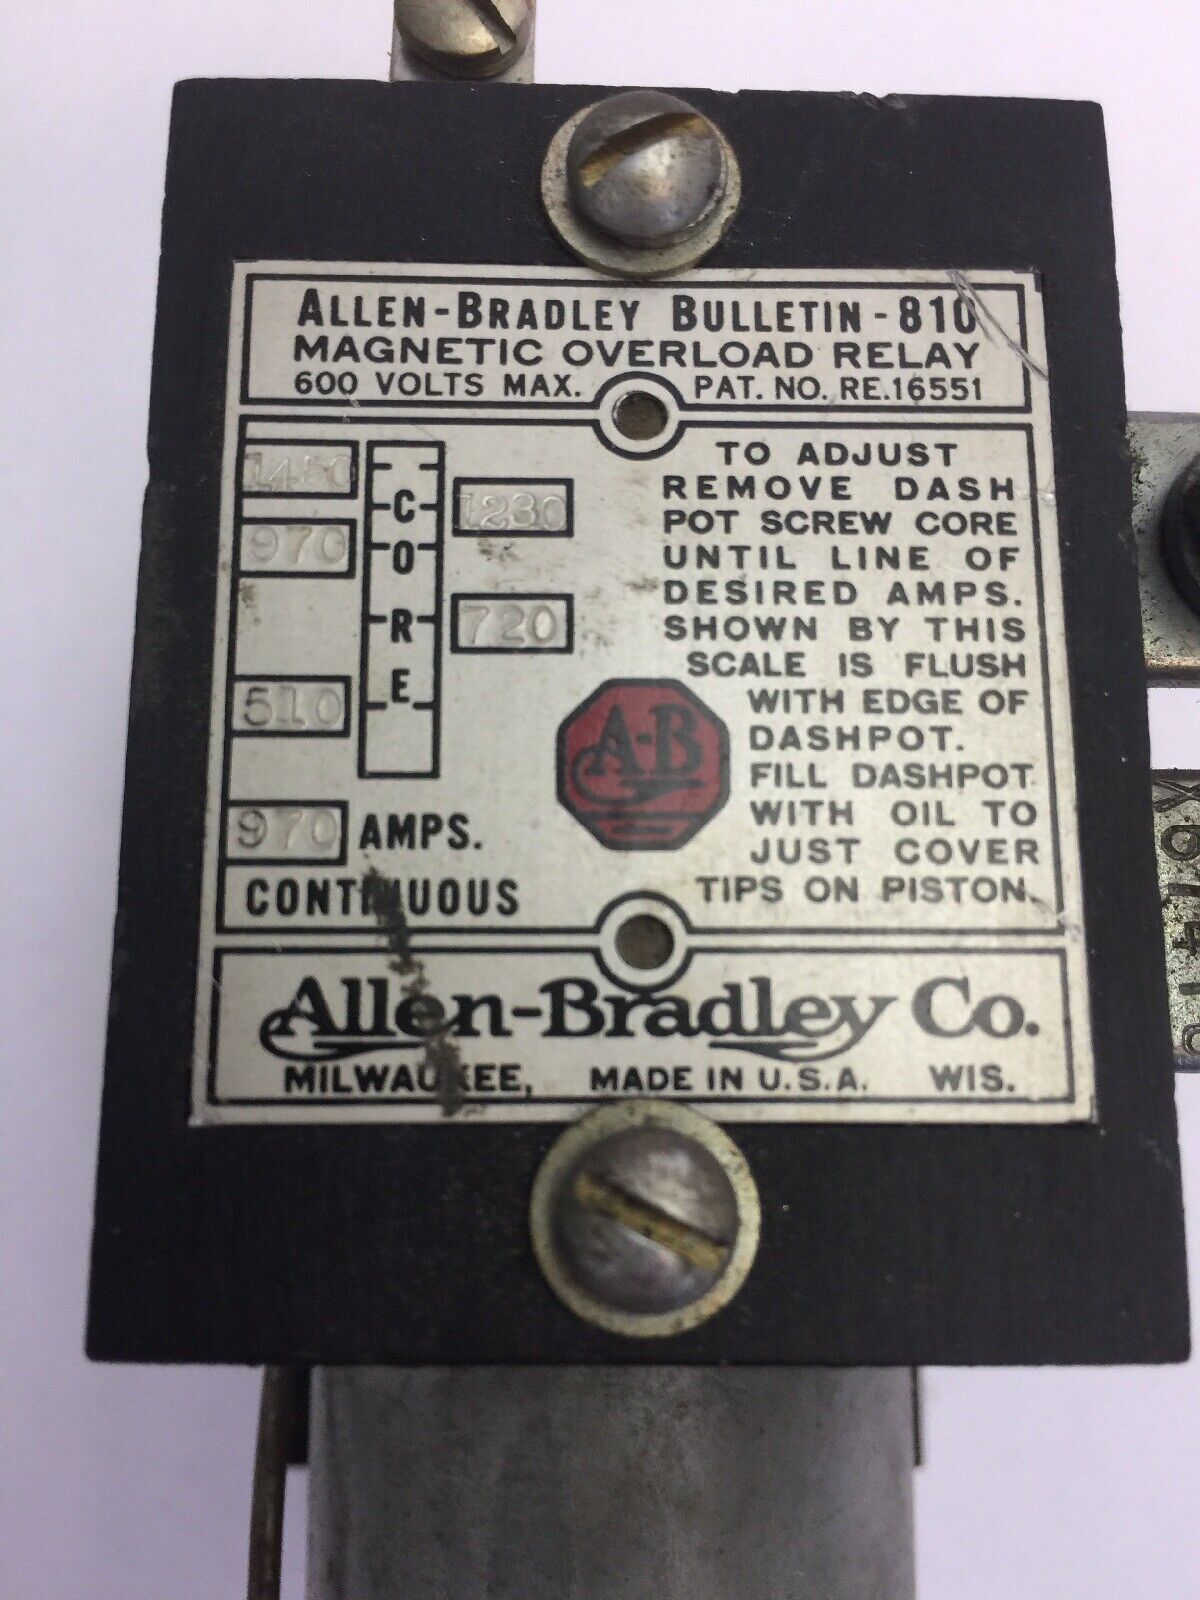 ALLEN-BRADLEY BULLETIN-810
MAGNETIC OVERLOAD RELAY
600 VOLTS MAX. PAT. NO. RE.16551
970
510
1230
720
CORE
970 AMPS.
CONTINUOUS
TO ADJUST
REMOVE DASH
POT SCREW CORE
UNTIL LINE OF
DESIRED AMPS.
SHOWN BY THIS
SCALE IS FLUSH
WITH EDGE OF
DASHPOT.
FILL DASHPOT
WITH OIL TO
JUST COVER
TIPS ON PISTON.
A-B
Allen-Bradley Co.
MILWAUKEE, MADE IN U.S.A. WIS.